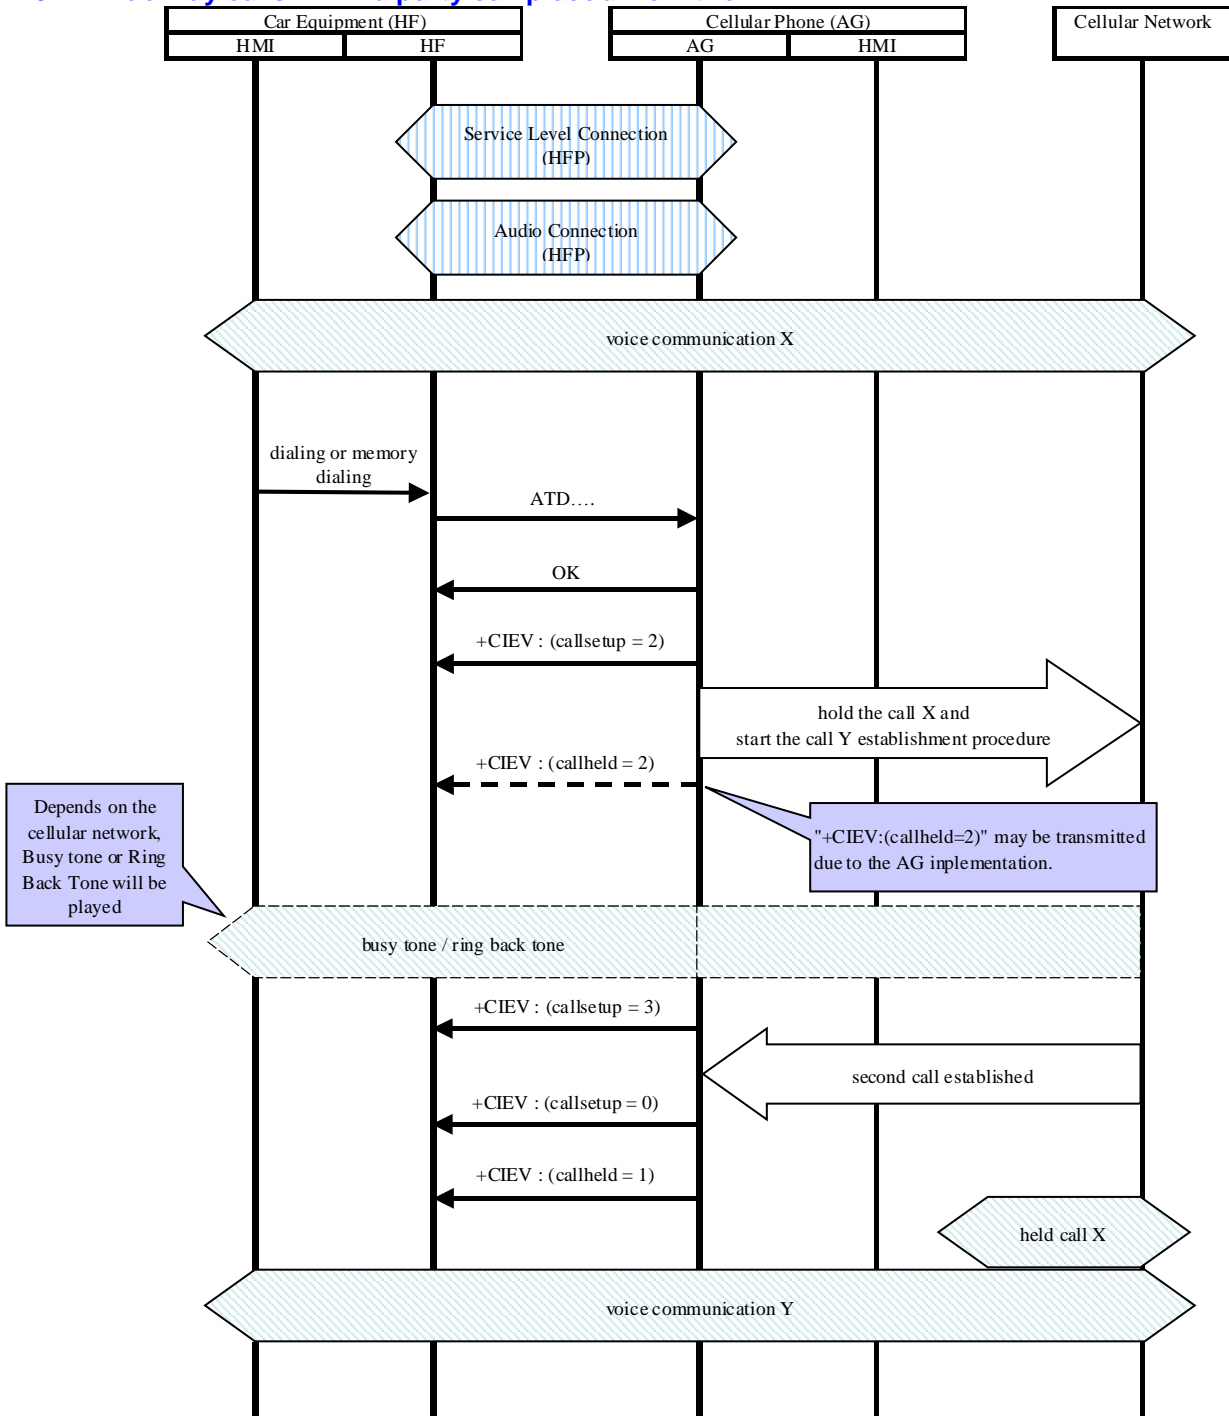 Car Equipment (HF)
Cellular Phone (AG)
Cellular Network
HMI
HF
AG
HMI
Service Level Connection
(HFP)
Audio Connection
(HFP)
voice communication X
dialing or memory
dialing
ATD....
OK
+CIEV : (callsetup = 2)
hold the call X and
start the call Y establishment procedure
+CIEV : (callheld = 2)
Depends on the
cellular network,
Busy tone or Ring
Back Tone will be
played
"+CIEV:(callheld=2)" may be transmitted
due to the AG inplementation.
busy tone / ring back tone
+CIEV : (callsetup = 3)
second call established
+CIEV : (callsetup = 0)
+CIEV : (callheld = 1)
held call X
voice communication Y